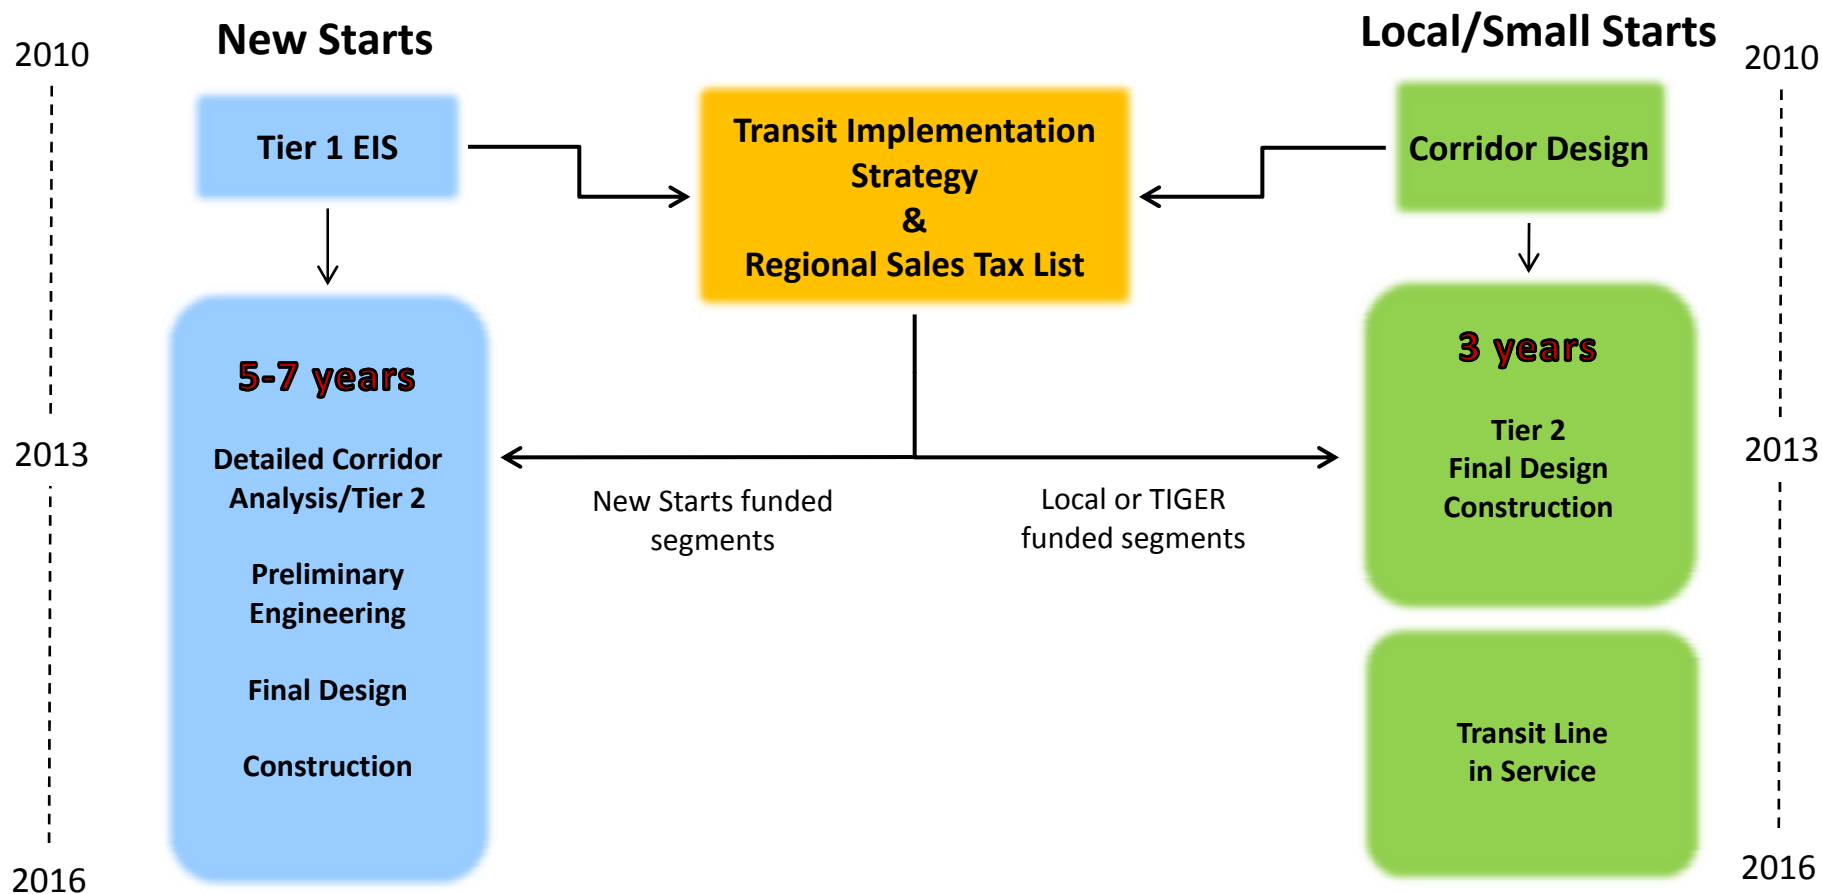 New Starts
Local/Small Starts
2010
2010
Tier 1 EIS
Transit Implementation
Strategy
&
Regional Sales Tax List
Corridor Design
5-7 years
Detailed Corridor
Analysis/Tier 2
Preliminary
Engineering
Final Design
Construction
3 years
Tier 2
Final Design
Construction
2013
2013
New Starts funded
segments
Local or TIGER
funded segments
Transit Line
in Service
2016
2016